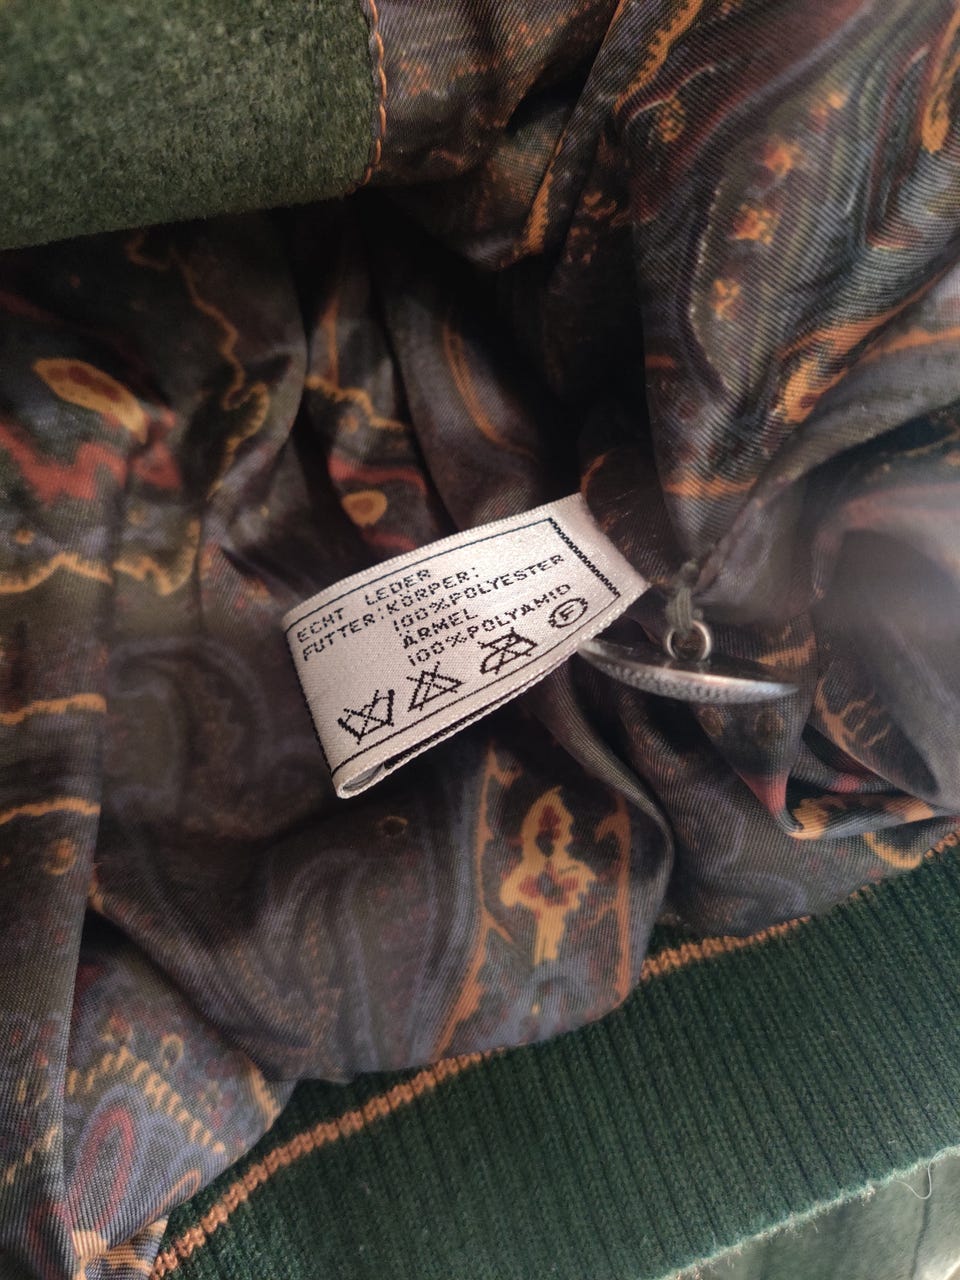 ECHT LEDER
FUTTER:KÖRPER:
100%POLYESTER
ÄRMEL
100%POLYAMID
F